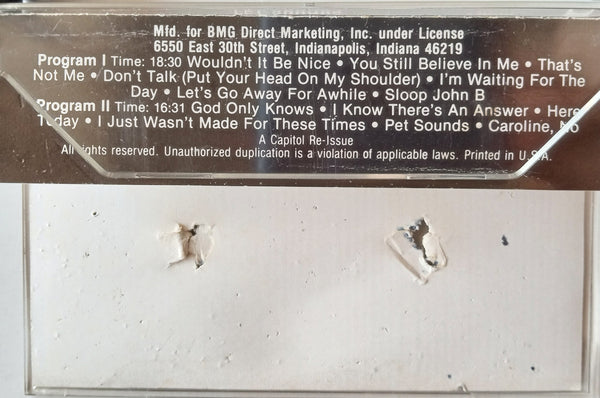 Mfd. for BMG Direct Marketing, Inc. under License
6550 East 30th Street, Indianapolis, Indiana 46219
Program I Time: 18:30 Wouldn't It Be Nice • You Still Believe In Me • That's
Not Me • Don't Talk (Put Your Head On My Shoulder) • I'm Waiting For The
Day • Let's Go Away For Awhile • Sloop John B
Program II Time: 16:31 God Only Knows • I Know There's An Answer • Here
Today • I Just Wasn't Made For These Times • Pet Sounds • Caroline, No
A Capitol Re-Issue
All rights reserved. Unauthorized duplication is a violation of applicable laws. Printed in U.S.A.